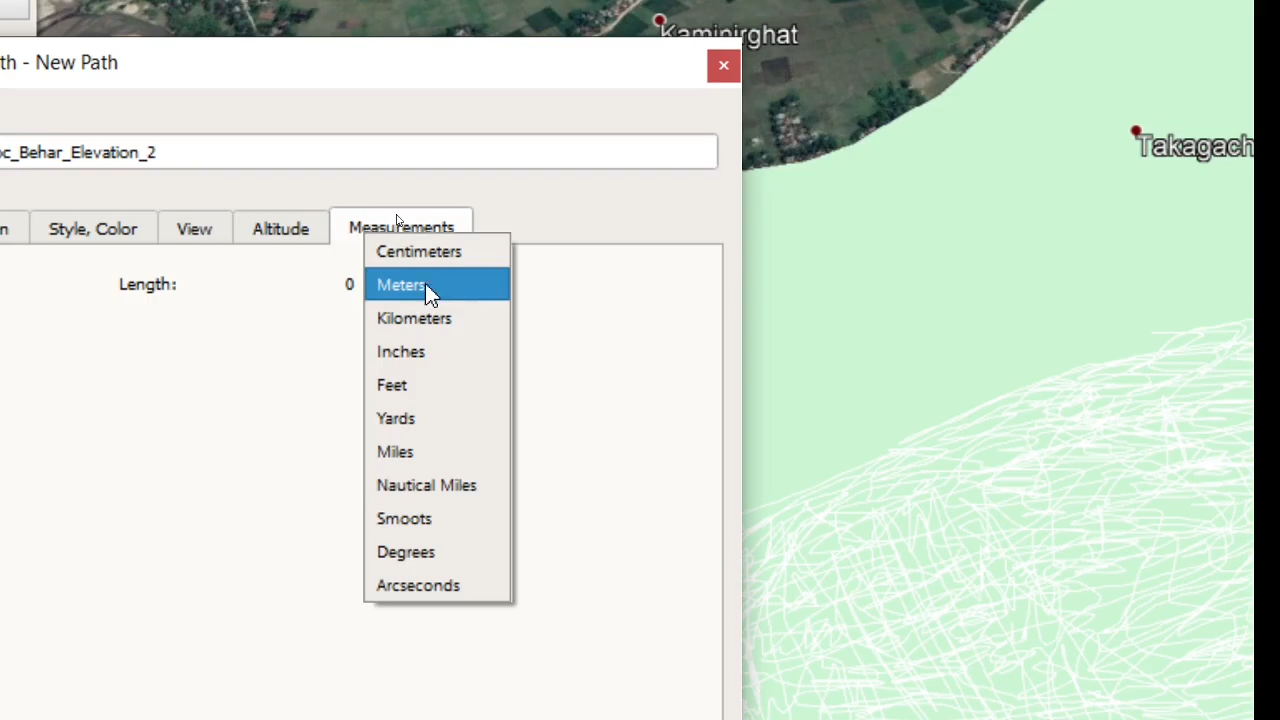 Kaminirghat
th - New Path
Takagach
oc_Behar_Elevation_2
n
Style, Color
View
Altitude
Measurements
Length:
0
Centimeters
Meters
Kilometers
Inches
Feet
Yards
Miles
Nautical Miles
Smoots
Degrees
Arcseconds